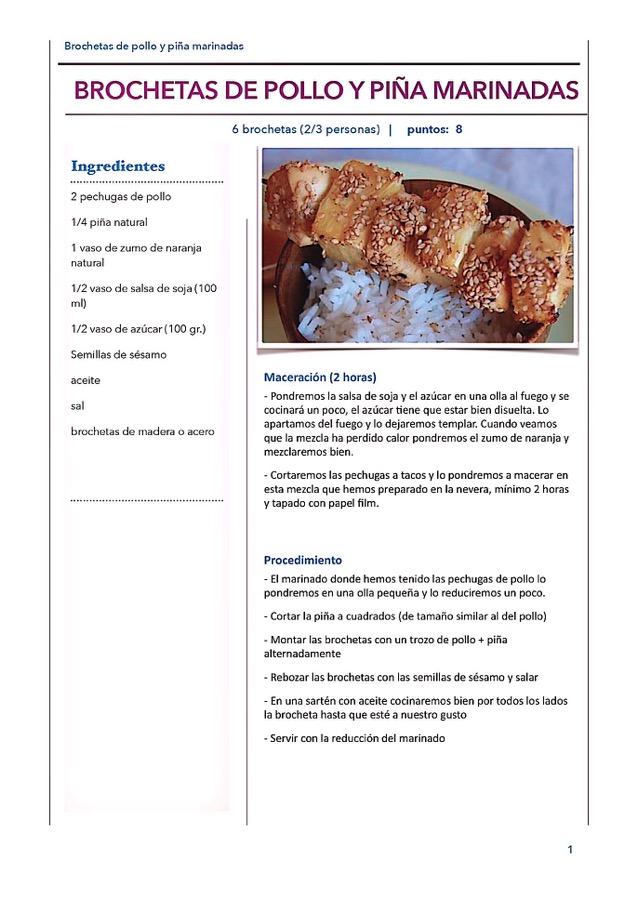 Brochetas de pollo y piña marinadas
BROCHETAS DE POLLO Y PIÑA MARINADAS
6 brochetas (2/3 personas) | puntos: 8
Ingredientes
2 pechugas de pollo
1/4 piña natural
1 vaso de zumo de naranja
natural
1/2 vaso de salsa de soja (100
ml)
1/2 vaso de azúcar (100 gr.)
Semillas de sésamo
aceite
sal
brochetas de madera o acero
Maceración (2 horas)
- Pondremos la salsa de soja y el azúcar en una olla al fuego y se
cocinará un poco, el azúcar tiene que estar bien disuelta. Lo
apartamos del fuego y lo dejaremos templar. Cuando veamos
que la mezcla ha perdido calor pondremos el zumo de naranja y
mezclaremos bien.
- Cortaremos las pechugas a tacos y lo pondremos a macerar en
esta mezcla que hemos preparado en la nevera, mínimo 2 horas
y tapado con papel film.
Procedimiento
- El marinado donde hemos tenido las pechugas de pollo lo
pondremos en una olla pequeña y lo reduciremos un poco.
- Cortar la piña a cuadrados (de tamaño similar al del pollo)
- Montar las brochetas con un trozo de pollo + piña
alternadamente
- Rebozar las brochetas con las semillas de sésamo y salar
- En una sartén con aceite cocinaremos bien por todos los lados
la brocheta hasta que esté a nuestro gusto
- Servir con la reducción del marinado
1